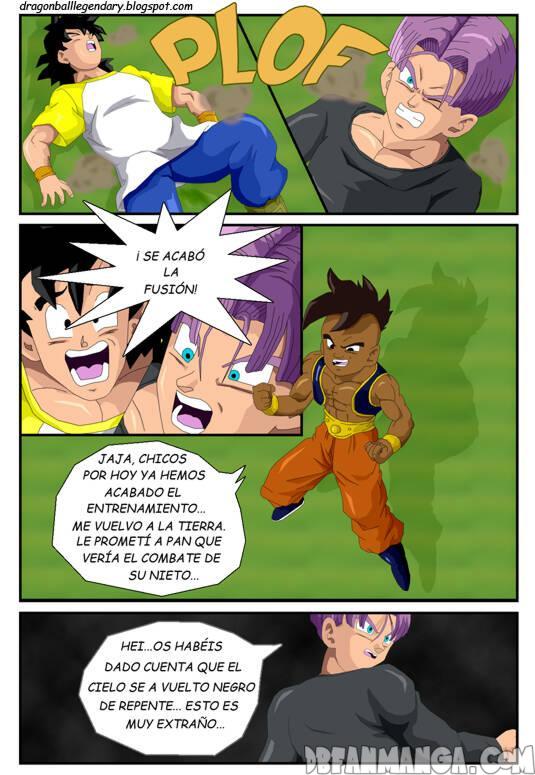 dragonballlegendary.blogspot.com
PLOF
¡ SE ACABÓ
LA
FUSIÓN!
JAJA, CHICOS
POR HOY YA HEMOS
ACABADO EL
ENTRENAMIENTO...
ME VUELVO A LA TIERRA.
LE PROMETÍ A PAN QUE
VERÍA EL COMBATE DE
SU NIETO...
HEI...OS HABÉIS
DADO CUENTA QUE EL
CIELO SE A VUELTO NEGRO
DE REPENTE... ESTO ES
MUY EXTRAÑO...
DBFANMANGA.COM